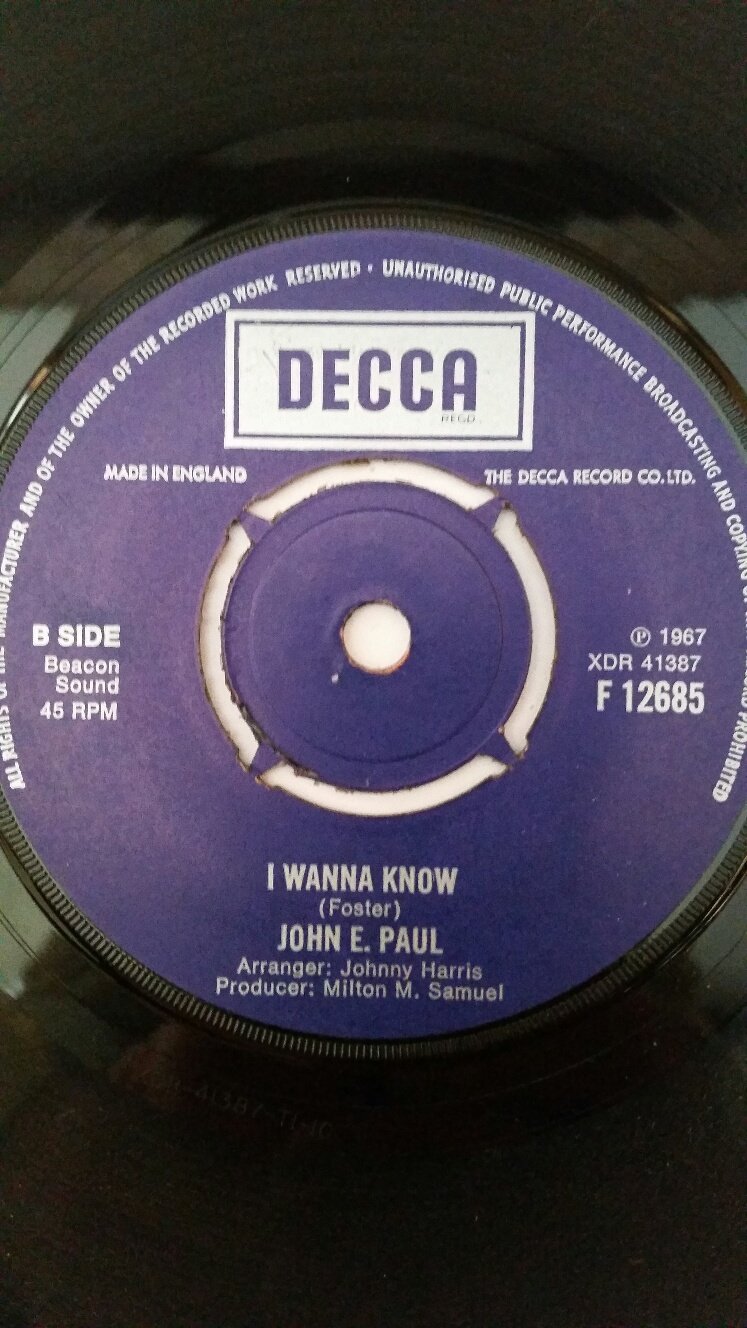 ALL RIGHTS OF THE MANUFACTURER AND OF THE OWNER OF THE RECORDED WORK RESERVED · UNAUTHORISED PUBLIC PERFORMANCE BROADCASTING AND COPYING PROHIBITED
DECCA
REGD.
MADE IN ENGLAND
THE DECCA RECORD CO. LTD.
B SIDE
Beacon
Sound
45 RPM
℗ 1967
XDR 41387
F 12685
I WANNA KNOW
(Foster)
JOHN E. PAUL
Arranger: Johnny Harris
Producer: Milton M. Samuel